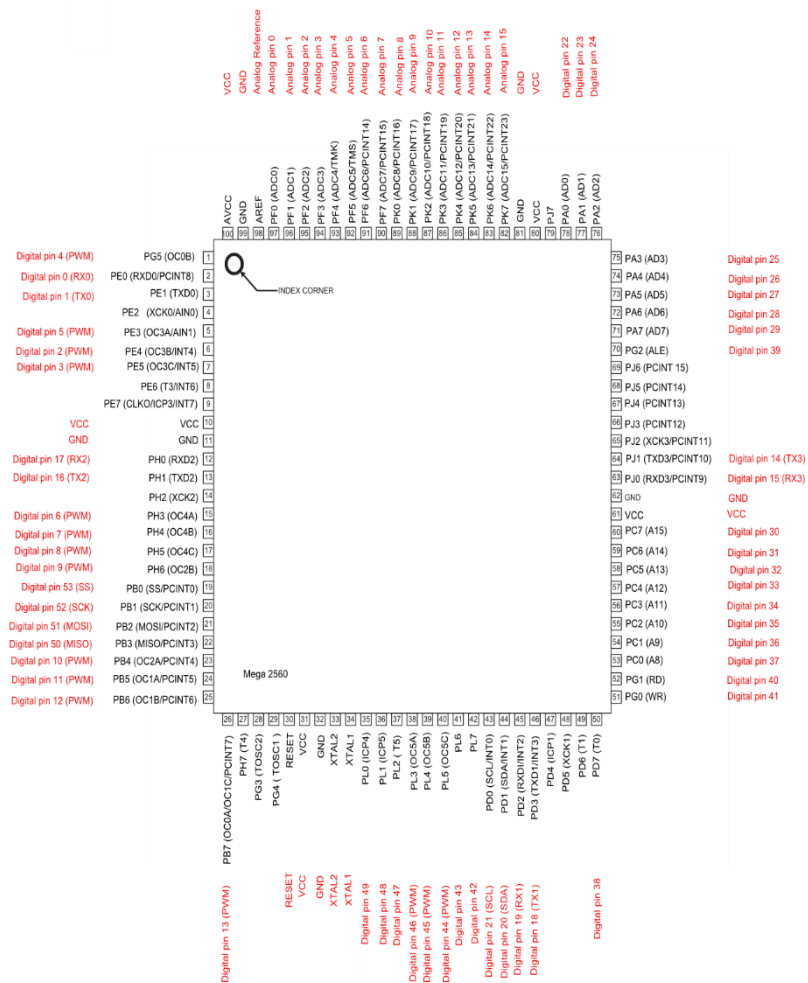 VCC
GND
Analog Reference
Analog pin 0
Analog pin 1
Analog pin 2
Analog pin 3
Analog pin 4
Analog pin 5
Analog pin 6
Analog pin 7
Analog pin 8
Analog pin 9
Analog pin 10
Analog pin 11
Analog pin 12
Analog pin 13
Analog pin 14
Analog pin 15
GND
VCC
Digital pin 22
Digital pin 23
Digital pin 24
AVCC 100
GND 99
AREF 98
PF0 (ADC0) 97
PF1 (ADC1) 96
PF2 (ADC2) 95
PF3 (ADC3) 94
PF4 (ADC4/TMK) 93
PF5 (ADC5/TMS) 92
PF6 (ADC6/PCINT14) 91
PF7 (ADC7/PCINT15) 90
PK0 (ADC8/PCINT16) 89
PK1 (ADC9/PCINT17) 88
PK2 (ADC10/PCINT18) 87
PK3 (ADC11/PCINT19) 86
PK4 (ADC12/PCINT20) 85
PK5 (ADC13/PCINT21) 84
PK6 (ADC14/PCINT22) 83
PK7 (ADC15/PCINT23) 82
GND 81
VCC 80
PJ7 79
PA0 (AD0) 78
PA1 (AD1) 77
PA2 (AD2) 76
Digital pin 4 (PWM) PG5 (OC0B) 1
Digital pin 0 (RX0) PE0 (RXD0/PCINT8) 2
Digital pin 1 (TX0) PE1 (TXD0) 3
PE2 (XCK0/AIN0) 4
Digital pin 5 (PWM) PE3 (OC3A/AIN1) 5
Digital pin 2 (PWM) PE4 (OC3B/INT4) 6
Digital pin 3 (PWM) PE5 (OC3C/INT5) 7
PE6 (T3/INT6) 8
PE7 (CLKO/ICP3/INT7) 9
VCC VCC 10
GND GND 11
Digital pin 17 (RX2) PH0 (RXD2) 12
Digital pin 16 (TX2) PH1 (TXD2) 13
PH2 (XCK2) 14
Digital pin 6 (PWM) PH3 (OC4A) 15
Digital pin 7 (PWM) PH4 (OC4B) 16
Digital pin 8 (PWM) PH5 (OC4C) 17
Digital pin 9 (PWM) PH6 (OC2B) 18
Digital pin 53 (SS) PB0 (SS/PCINT0) 19
Digital pin 52 (SCK) PB1 (SCK/PCINT1) 20
Digital pin 51 (MOSI) PB2 (MOSI/PCINT2) 21
Digital pin 50 (MISO) PB3 (MISO/PCINT3) 22
Digital pin 10 (PWM) PB4 (OC2A/PCINT4) 23
Digital pin 11 (PWM) PB5 (OC1A/PCINT5) 24
Digital pin 12 (PWM) PB6 (OC1B/PCINT6) 25
INDEX CORNER
Mega 2560
75 PA3 (AD3) Digital pin 25
74 PA4 (AD4) Digital pin 26
73 PA5 (AD5) Digital pin 27
72 PA6 (AD6) Digital pin 28
71 PA7 (AD7) Digital pin 29
70 PG2 (ALE) Digital pin 39
69 PJ6 (PCINT 15)
68 PJ5 (PCINT14)
67 PJ4 (PCINT13)
66 PJ3 (PCINT12)
65 PJ2 (XCK3/PCINT11)
64 PJ1 (TXD3/PCINT10) Digital pin 14 (TX3)
63 PJ0 (RXD3/PCINT9) Digital pin 15 (RX3)
62 GND GND
61 VCC VCC
60 PC7 (A15) Digital pin 30
59 PC6 (A14) Digital pin 31
58 PC5 (A13) Digital pin 32
57 PC4 (A12) Digital pin 33
56 PC3 (A11) Digital pin 34
55 PC2 (A10) Digital pin 35
54 PC1 (A9) Digital pin 36
53 PC0 (A8) Digital pin 37
52 PG1 (RD) Digital pin 40
51 PG0 (WR) Digital pin 41
26 PB7 (OC0A/OC1C/PCINT7)
27 PH7 (T4)
28 PG3 (TOSC2)
29 PG4 ( TOSC1 )
30 RESET
31 VCC
32 GND
33 XTAL2
34 XTAL1
35 PL0 (ICP4)
36 PL1 (ICP5)
37 PL2 ( T5)
38 PL3 (OC5A)
39 PL4 (OC5B)
40 PL5 (OC5C)
41 PL6
42 PL7
43 PD0 (SCL/INT0)
44 PD1 (SDA/INT1)
45 PD2 (RXDI/INT2)
46 PD3 (TXD1/INT3)
47 PD4 (ICP1)
48 PD5 (XCK1)
49 PD6 (T1)
50 PD7 (T0)
Digital pin 13 (PWM)
RESET
VCC
GND
XTAL2
XTAL1
Digital pin 49
Digital pin 48
Digital pin 47
Digital pin 46 (PWM)
Digital pin 45 (PWM)
Digital pin 44 (PWM)
Digital pin 43
Digital pin 42
Digital pin 21 (SCL)
Digital pin 20 (SDA)
Digital pin 19 (RX1)
Digital pin 18 (TX1)
Digital pin 38